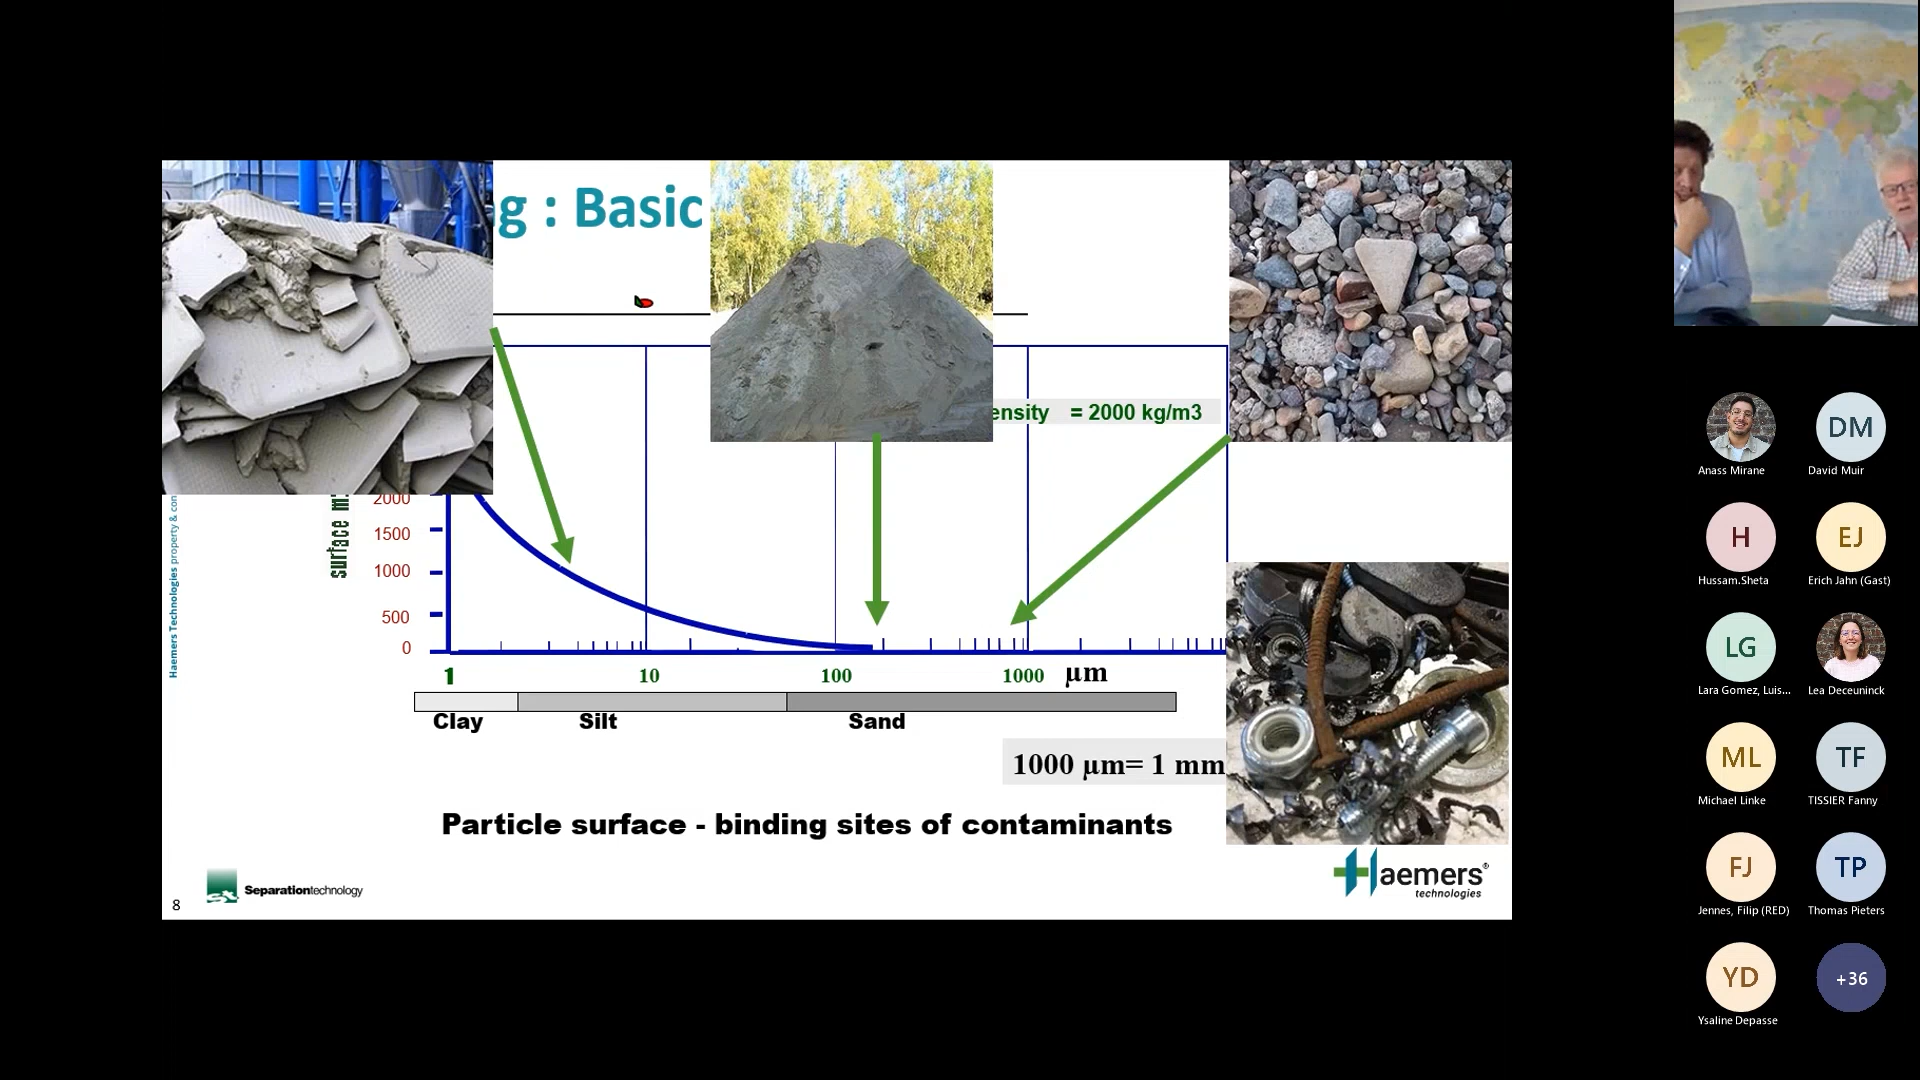 g : Basic
ensity = 2000 kg/m3
surface m
2000
1500
1000
500
0
1 10 100 1000 µm
Clay Silt Sand
1000 µm= 1 mm
Particle surface - binding sites of contaminants
Haemers Technologies property & con
8
Separationtechnology
Haemers®
technologies
Anass Mirane
DM
David Muir
H
Hussam.Sheta
EJ
Erich Jahn (Gast)
LG
Lara Gomez, Luis...
Lea Deceuninck
ML
Michael Linke
TF
TISSIER Fanny
FJ
Jennes, Filip (RED)
TP
Thomas Pieters
YD
Ysaline Depasse
+36